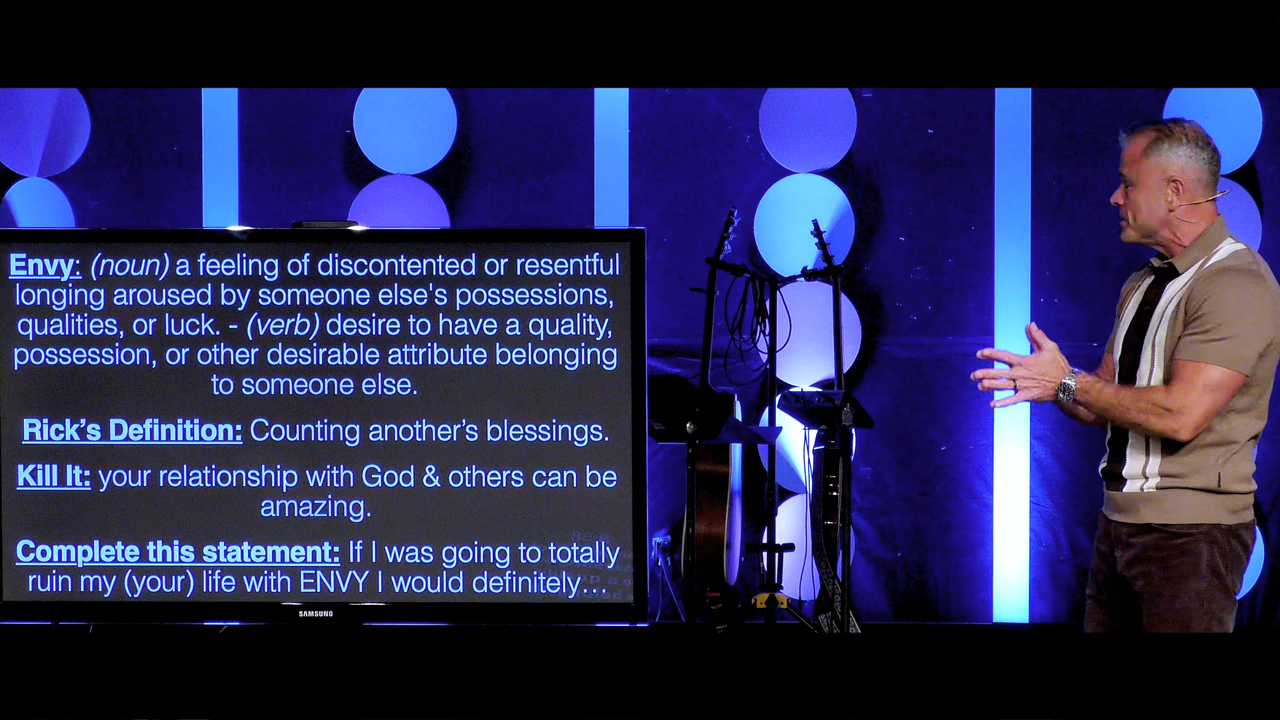 Envy: (noun) a feeling of discontented or resentful
longing aroused by someone else's possessions,
qualities, or luck. - (verb) desire to have a quality,
possession, or other desirable attribute belonging
to someone else.
Rick’s Definition: Counting another’s blessings.
Kill It: your relationship with God & others can be
amazing.
Complete this statement: If I was going to totally
ruin my (your) life with ENVY I would definitely…
SAMSUNG